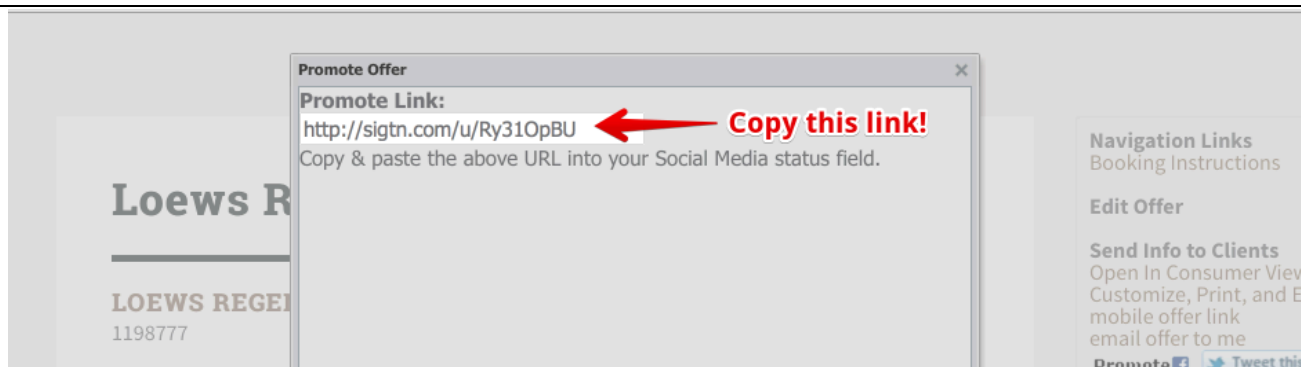 Promote Offer
Promote Link:
http://sigtn.com/u/Ry31OpBU
Copy this link!
Copy & paste the above URL into your Social Media status field.
Loews R
LOEWS REGE
1198777
Navigation Links
Booking Instructions
Edit Offer
Send Info to Clients
Open In Consumer View
Customize, Print, and E
mobile offer link
email offer to me
Promote
Tweet this